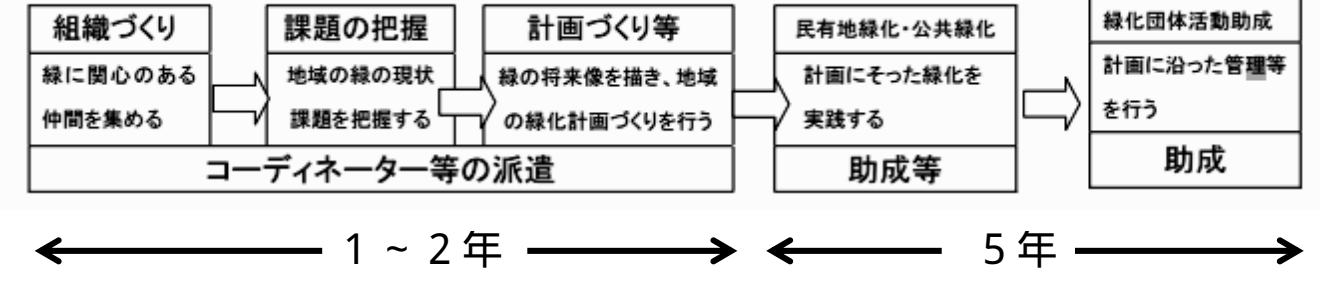 組織づくり
緑に関心のある
仲間を集める
課題の把握
地域の緑の現状
課題を把握する
計画づくり等
緑の将来像を描き、地域
の緑化計画づくりを行う
コーディネーター等の派遣
民有地緑化・公共緑化
計画にそった緑化を
実践する
助成等
緑化団体活動助成
計画に沿った管理等
を行う
助成
1 ~ 2 年
5 年